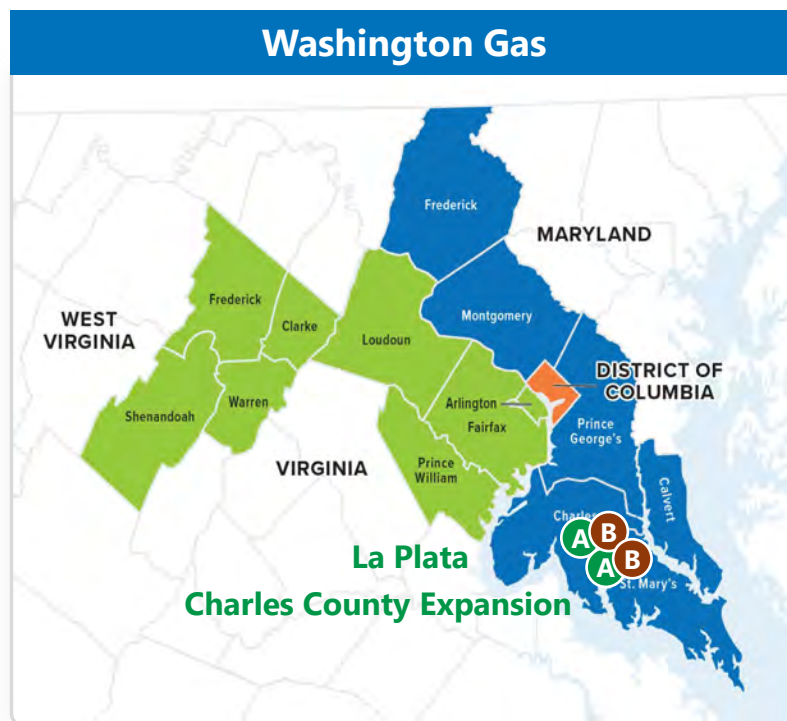 Washington Gas
Frederick
MARYLAND
Frederick
WEST
VIRGINIA
Clarke
Montgomery
Loudoun
DISTRICT OF
COLUMBIA
Arlington
Warren
Shenandoah
Fairfax
Prince
George's
VIRGINIA
Prince
William
Calvert
Charles
B
A
B
A
La Plata
St. Mary's
Charles County Expansion